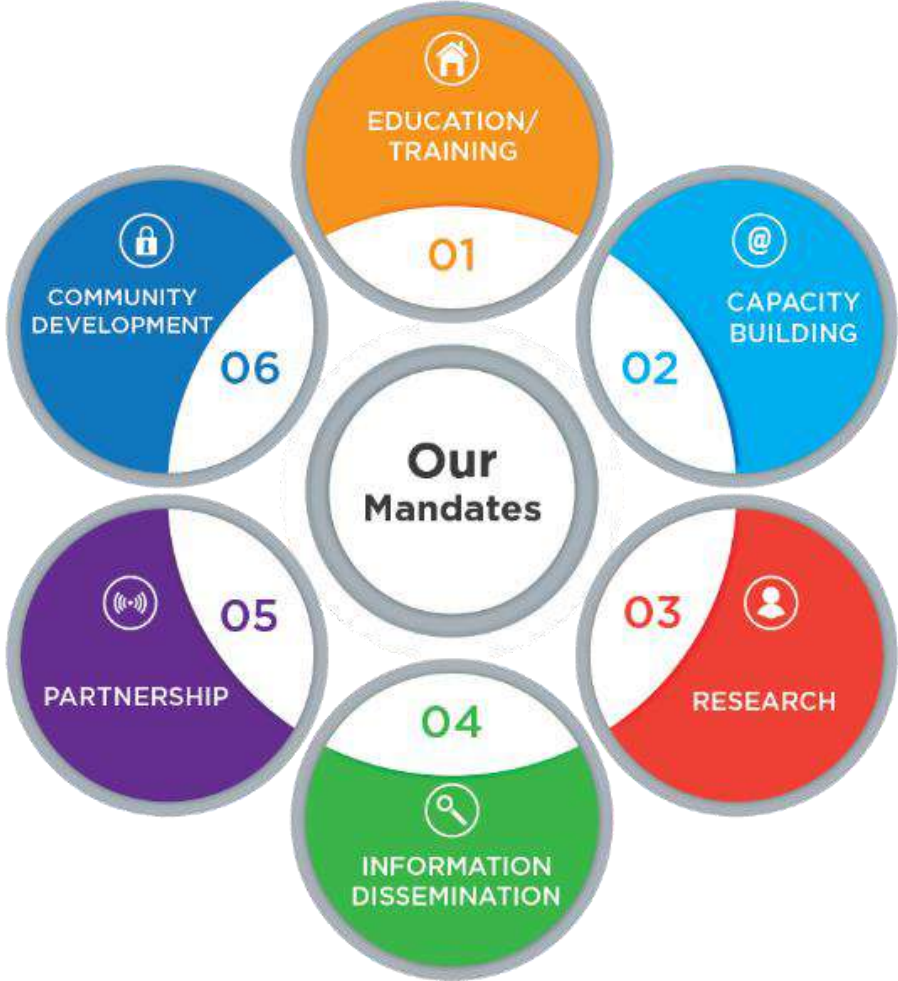 Our
Mandates
EDUCATION/
TRAINING
01
@
CAPACITY
BUILDING
02
03
RESEARCH
04
INFORMATION
DISSEMINATION
05
PARTNERSHIP
COMMUNITY
DEVELOPMENT
06